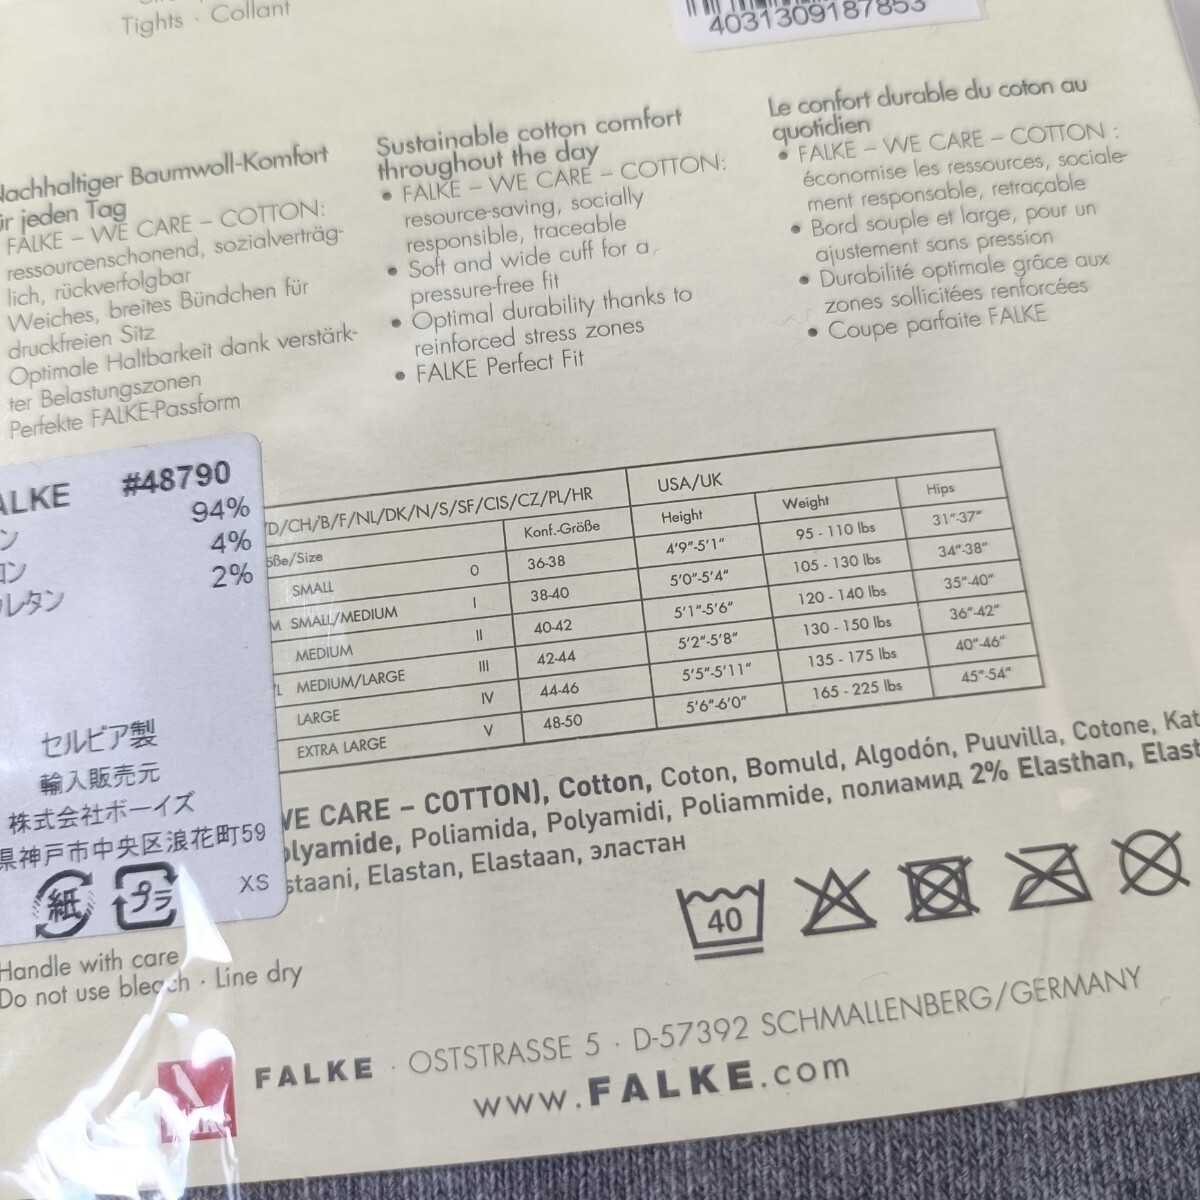 Tights · Collant
4031309187853
Nachhaltiger Baumwoll-Komfort
für jeden Tag
FALKE – WE CARE – COTTON:
ressourcenschonend, sozialverträg-
lich, rückverfolgbar
Weiches, breites Bündchen für
druckfreien Sitz
Optimale Haltbarkeit dank verstärk-
ter Belastungszonen
Perfekte FALKE-Passform
Sustainable cotton comfort
throughout the day
• FALKE – WE CARE – COTTON:
resource-saving, socially
responsible, traceable
• Soft and wide cuff for a
pressure-free fit
• Optimal durability thanks to
reinforced stress zones
• FALKE Perfect Fit
Le confort durable du coton au
quotidien
• FALKE – WE CARE – COTTON :
économise les ressources, sociale-
ment responsable, retraçable
• Bord souple et large, pour un
ajustement sans pression
• Durabilité optimale grâce aux
zones sollicitées renforcées
• Coupe parfaite FALKE
ALKE #48790
ン 94%
ロン 4%
レタン 2%
セルビア製
輸入販売元
株式会社ボーイズ
県神戸市中央区浪花町59
紙 プラ XS
D/CH/B/F/NL/DK/N/S/SF/CIS/CZ/PL/HR USA/UK
öße/Size Konf.-Größe Height Weight Hips
SMALL O 36-38 4'9"-5'1" 95 - 110 lbs 31"-37"
M SMALL/MEDIUM I 38-40 5'0"-5'4" 105 - 130 lbs 34"-38"
MEDIUM II 40-42 5'1"-5'6" 120 - 140 lbs 35"-40"
L MEDIUM/LARGE III 42-44 5'2"-5'8" 130 - 150 lbs 36"-42"
LARGE IV 44-46 5'5"-5'11" 135 - 175 lbs 40"-46"
EXTRA LARGE V 48-50 5'6"-6'0" 165 - 225 lbs 45"-54"
WE CARE – COTTON), Cotton, Coton, Bomuld, Algodón, Puuvilla, Cotone, Kat
olyamide, Poliamida, Polyamidi, Poliammide, полиамид 2% Elasthan, Elast
staani, Elastan, Elastaan, эластан
40
Handle with care
Do not use bleach · Line dry
FALKE · OSTSTRASSE 5 · D-57392 SCHMALLENBERG/GERMANY
www.FALKE.com